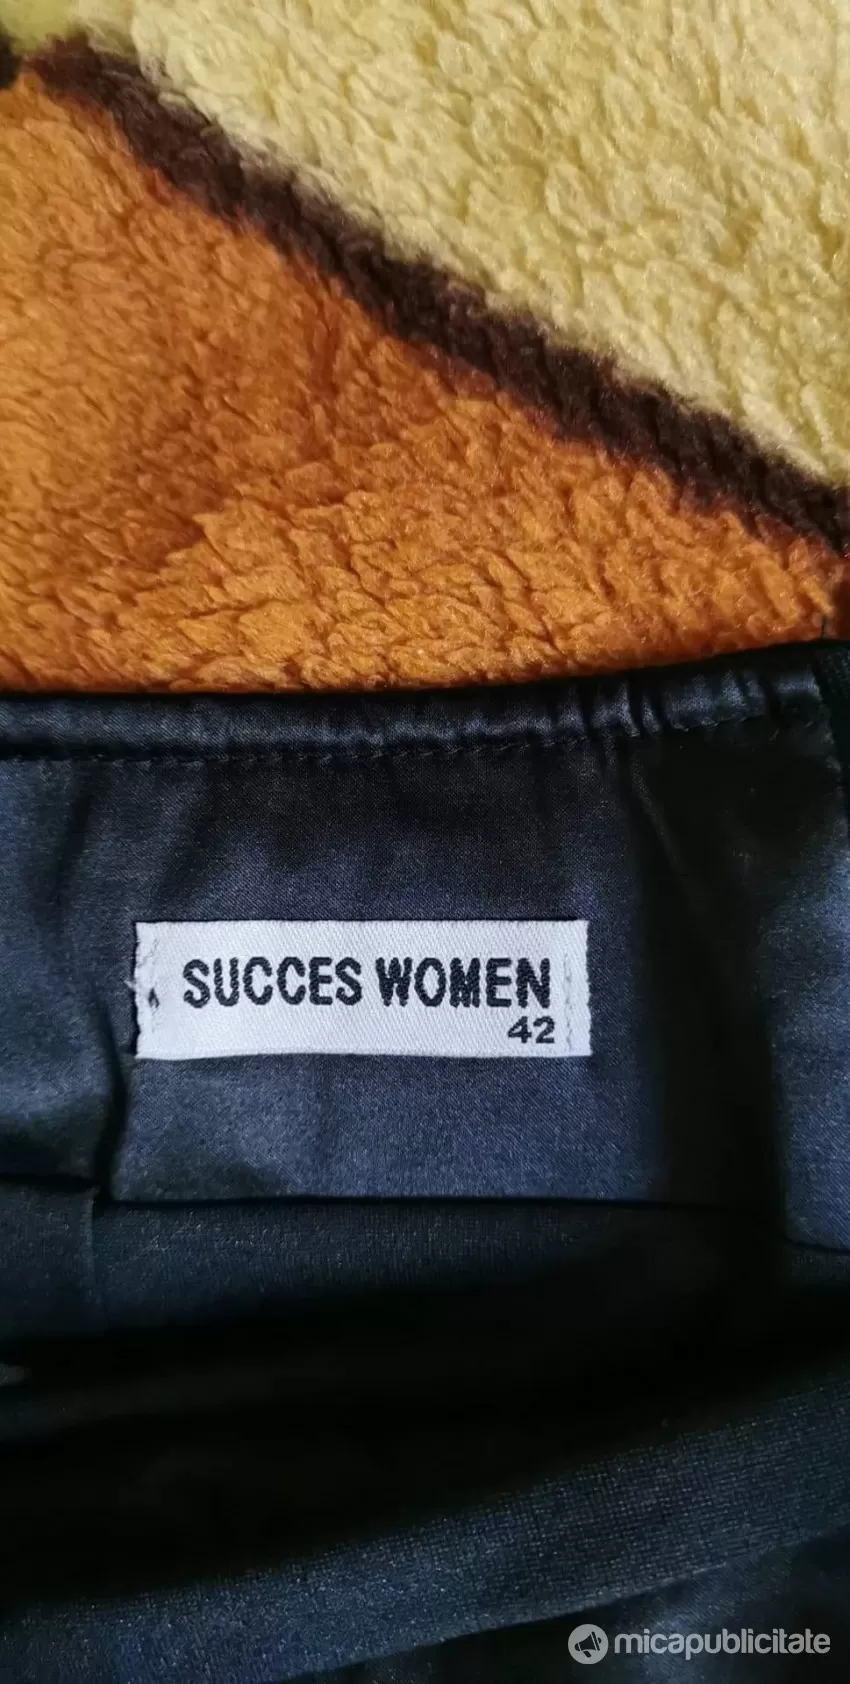 SUCCES WOMEN
42
micapublicitate